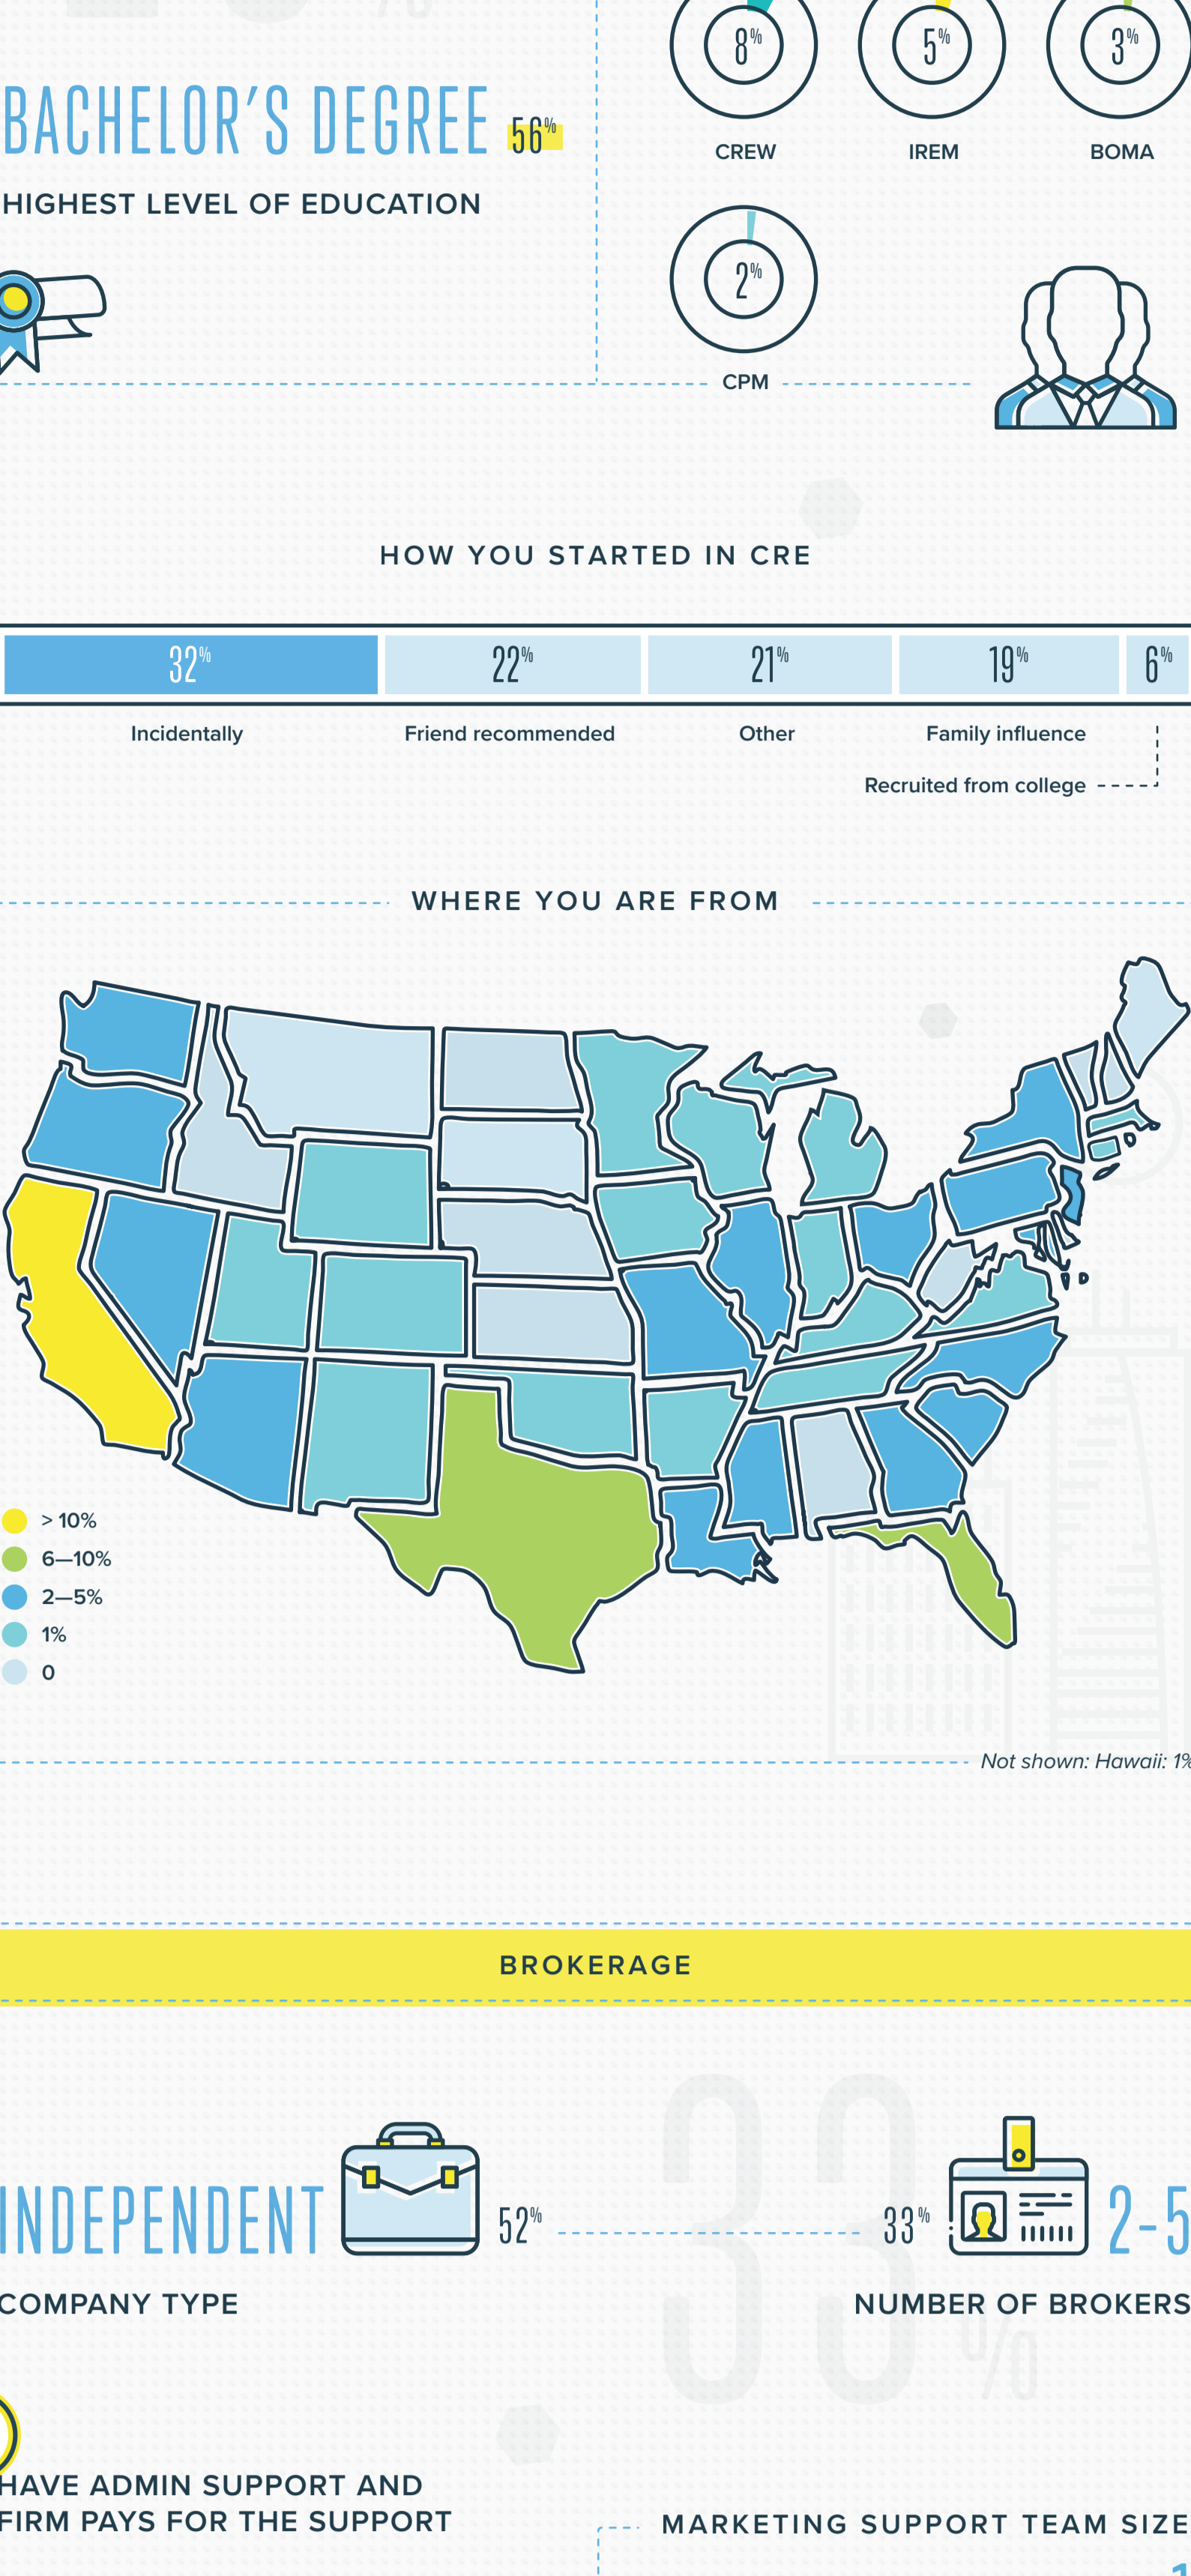 8%
5%
3%
CREW
IREM
BOMA
BACHELOR'S DEGREE 56%
HIGHEST LEVEL OF EDUCATION
2%
CPM
HOW YOU STARTED IN CRE
32%
22%
21%
19%
6%
Incidentally
Friend recommended
Other
Family influence
Recruited from college
WHERE YOU ARE FROM
> 10%
6—10%
2—5%
1%
0
Not shown: Hawaii: 1%
BROKERAGE
33%
INDEPENDENT
52%
33%
2-5
COMPANY TYPE
NUMBER OF BROKERS
HAVE ADMIN SUPPORT AND
FIRM PAYS FOR THE SUPPORT
MARKETING SUPPORT TEAM SIZE